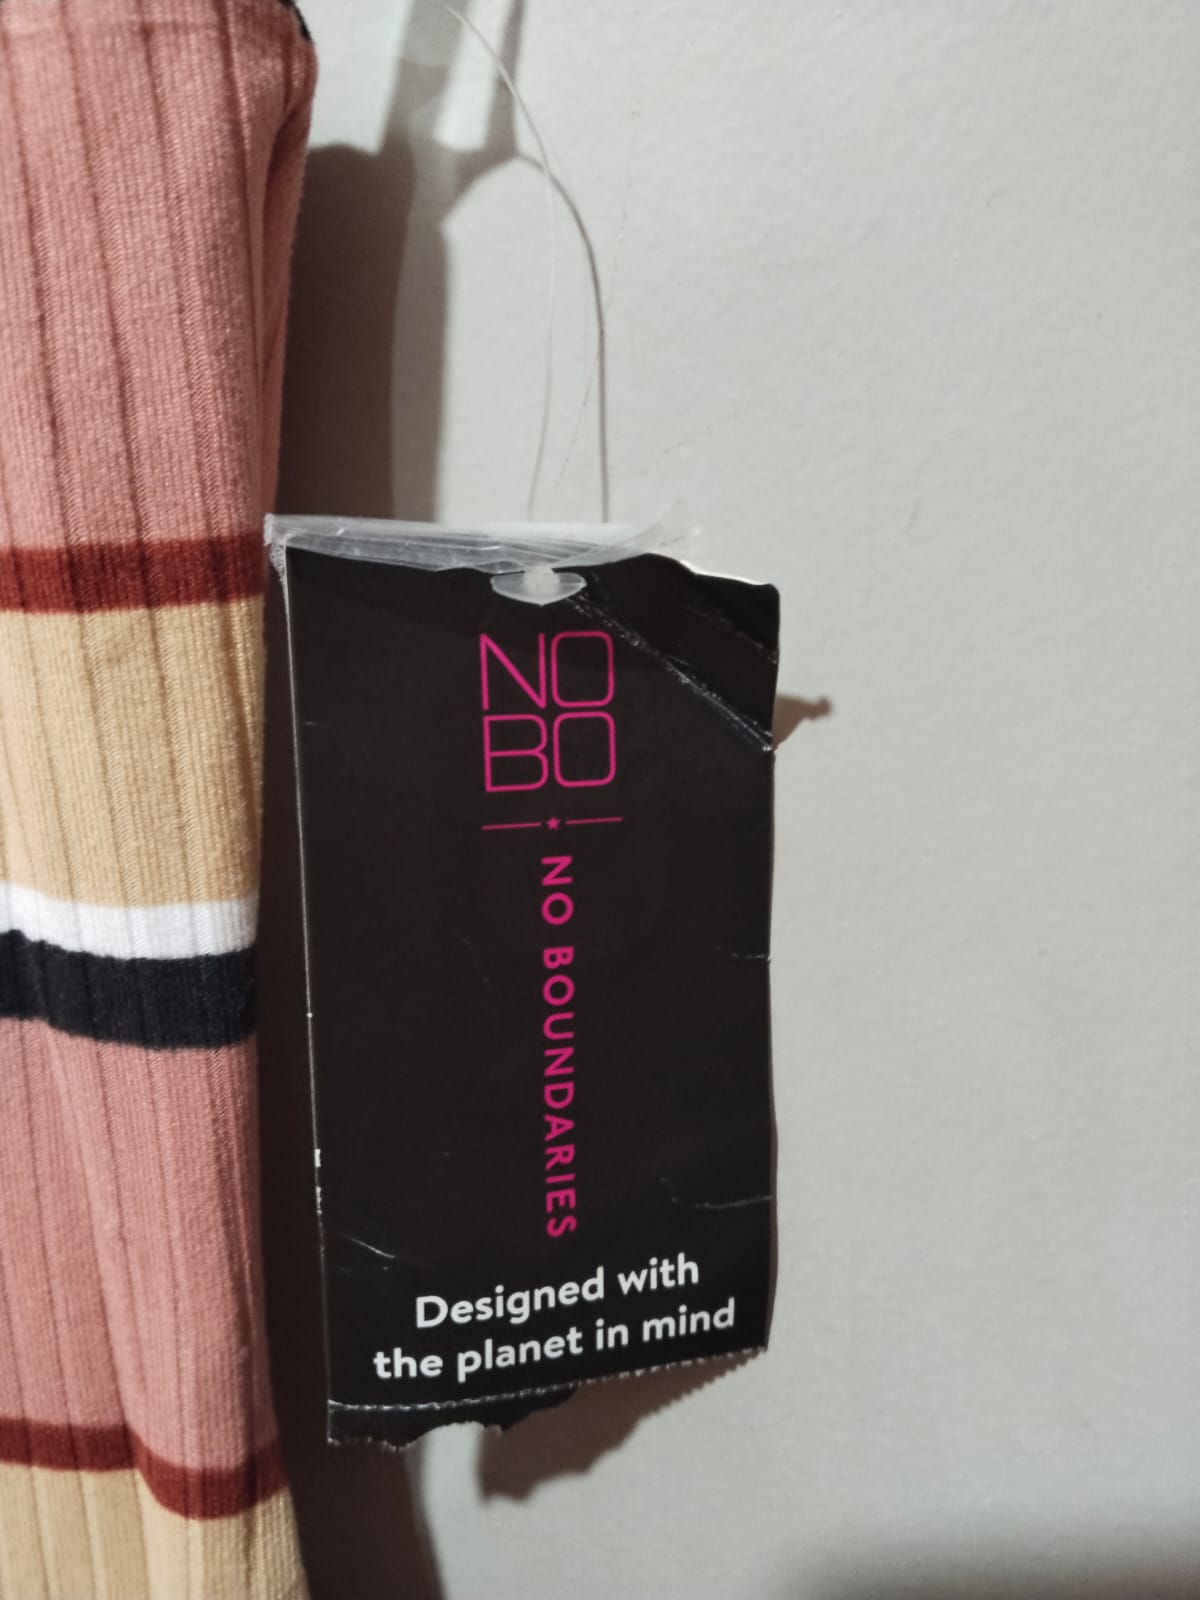 NO
BO
NO BOUNDARIES
Designed with
the planet in mind